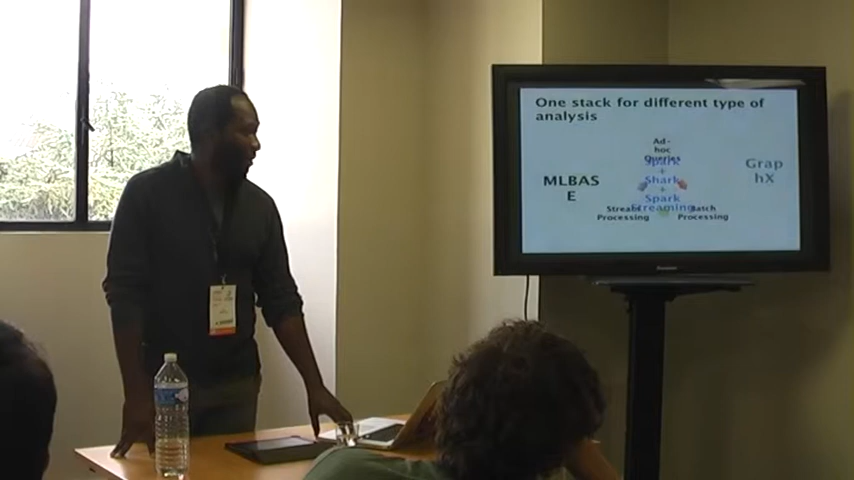 One stack for different type of
analysis
Ad-
hoc
Queries
Spark
+
Shark
+
Spark
Streaming
MLBAS
E
Grap
hX
Stream
Processing
Batch
Processing